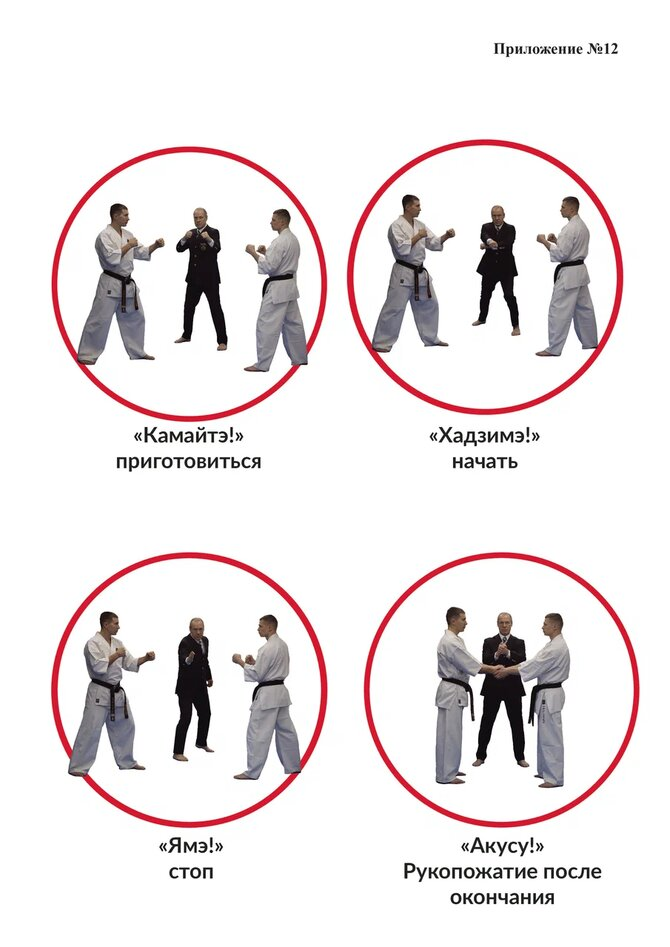 Приложение №12
«Камайтэ!»
приготовиться
«Хадзимэ!»
начать
«Ямэ!»
стоп
«Акусу!»
Рукопожатие после
окончания